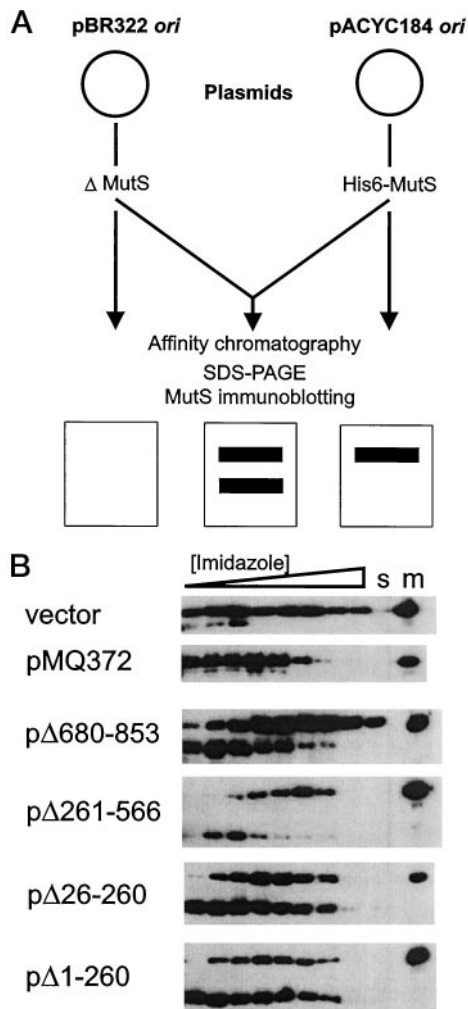 A
pBR322 ori
pACYC184 ori
Plasmids
Δ MutS
His6-MutS
Affinity chromatography
SDS-PAGE
MutS immunoblotting
B
[Imidazole]
s m
vector
pMQ372
pΔ680-853
pΔ261-566
pΔ26-260
pΔ1-260